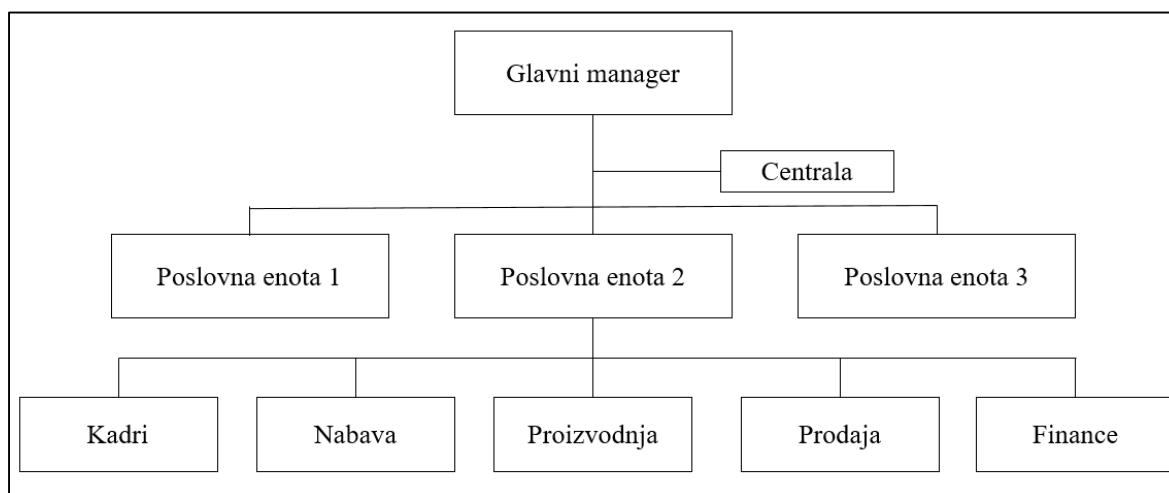 Glavni manager
Centrala
Poslovna enota 1
Poslovna enota 2
Poslovna enota 3
Kadri
Nabava
Proizvodnja
Prodaja
Finance